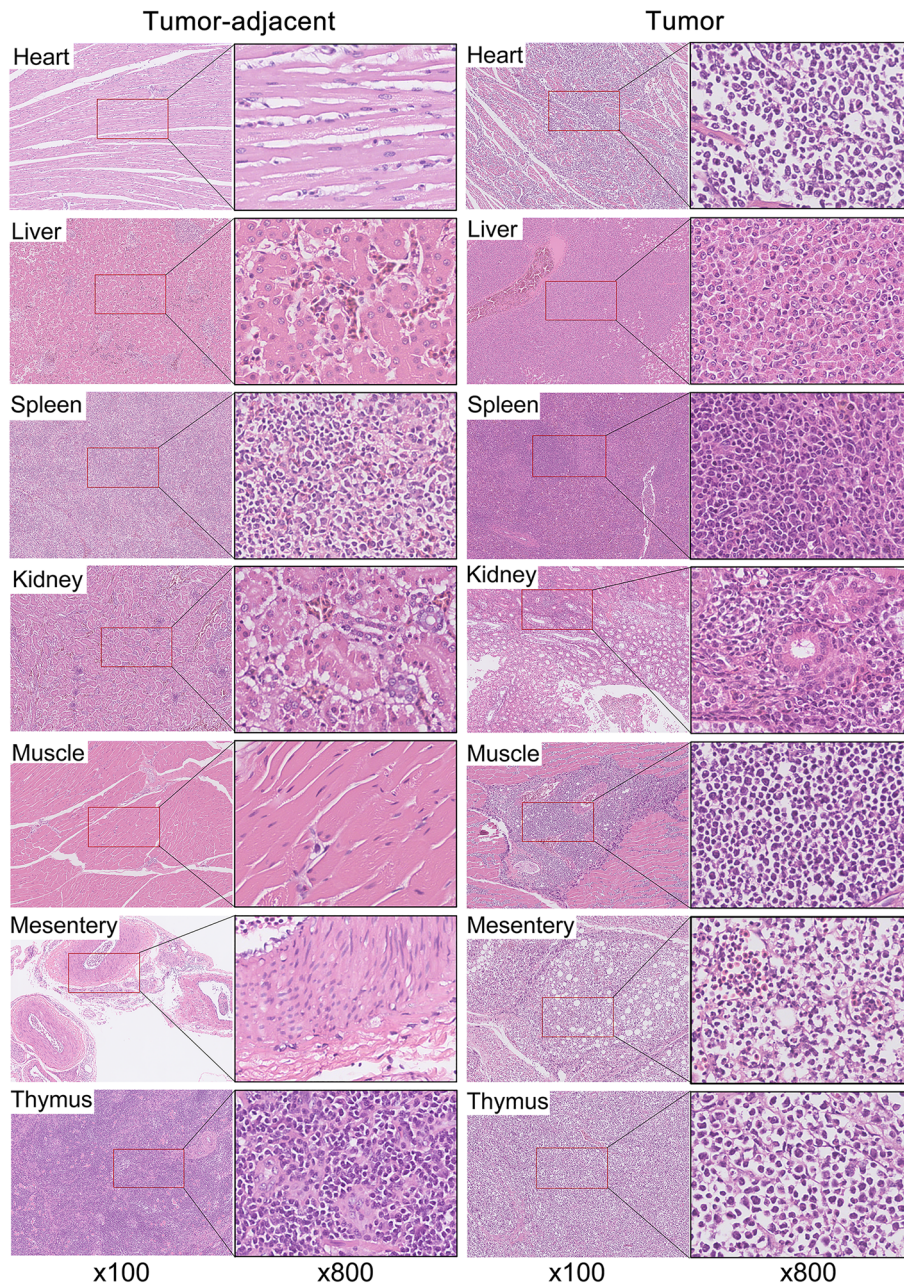 Tumor-adjacent Tumor
Heart Heart
Liver Liver
Spleen Spleen
Kidney Kidney
Muscle Muscle
Mesentery Mesentery
Thymus Thymus
x100 x800 x100 x800